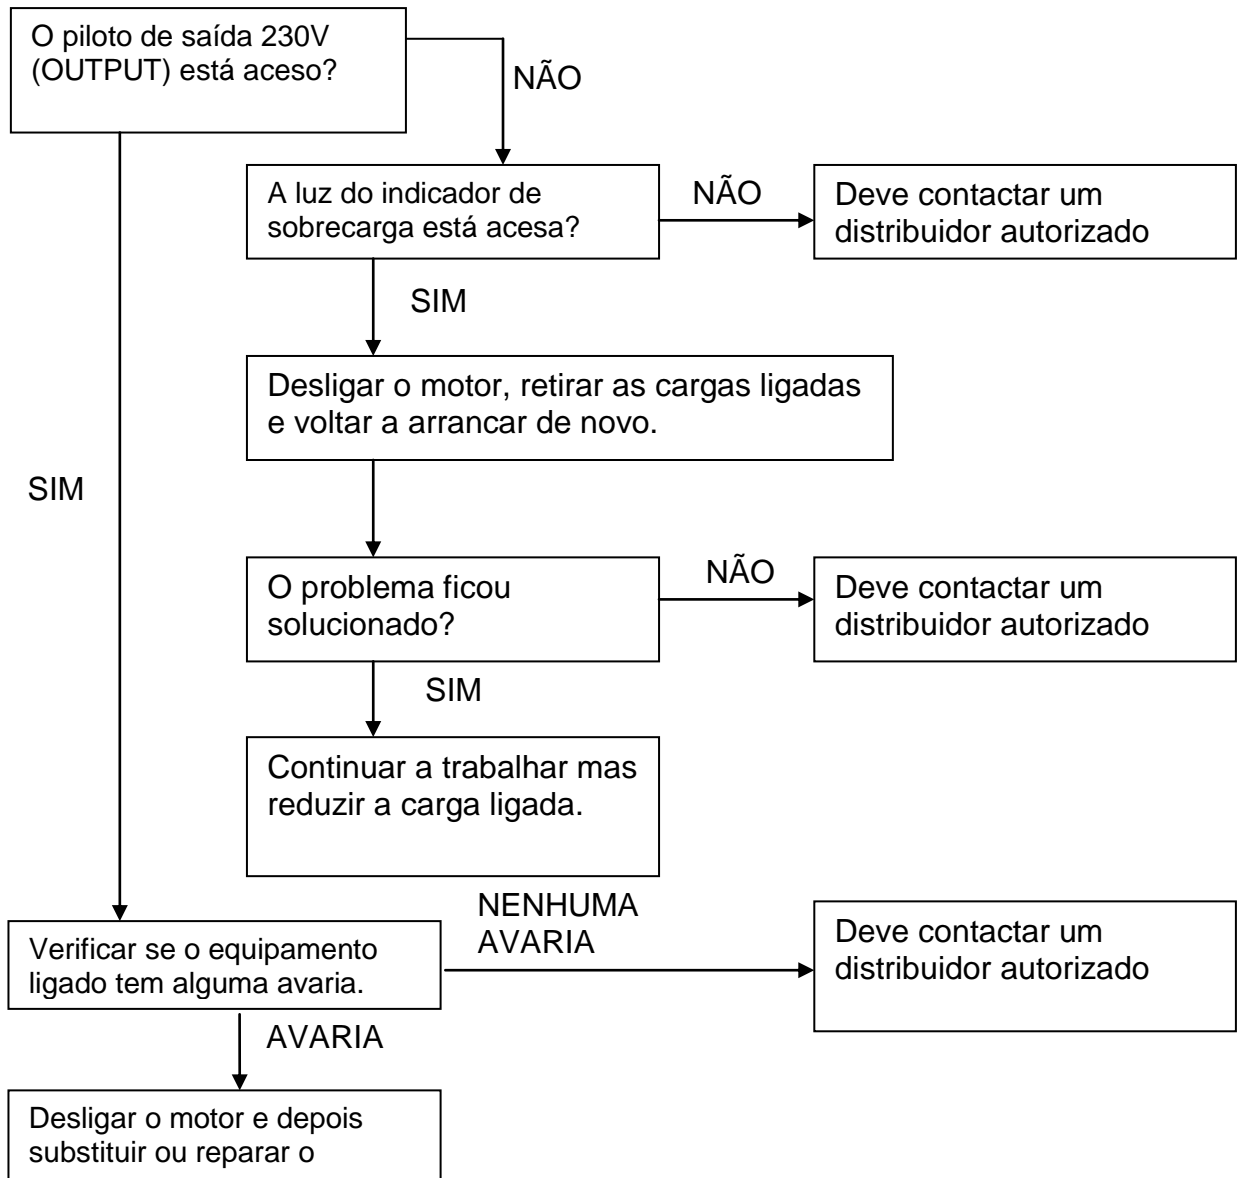 O piloto de saída 230V
(OUTPUT) está aceso?
NÃO
A luz do indicador de
sobrecarga está acesa?
NÃO
Deve contactar um
distribuidor autorizado
SIM
Desligar o motor, retirar as cargas ligadas
e voltar a arrancar de novo.
SIM
O problema ficou
solucionado?
NÃO
Deve contactar um
distribuidor autorizado
SIM
Continuar a trabalhar mas
reduzir a carga ligada.
NENHUMA
AVARIA
Verificar se o equipamento
ligado tem alguma avaria.
Deve contactar um
distribuidor autorizado
AVARIA
Desligar o motor e depois
substituir ou reparar o